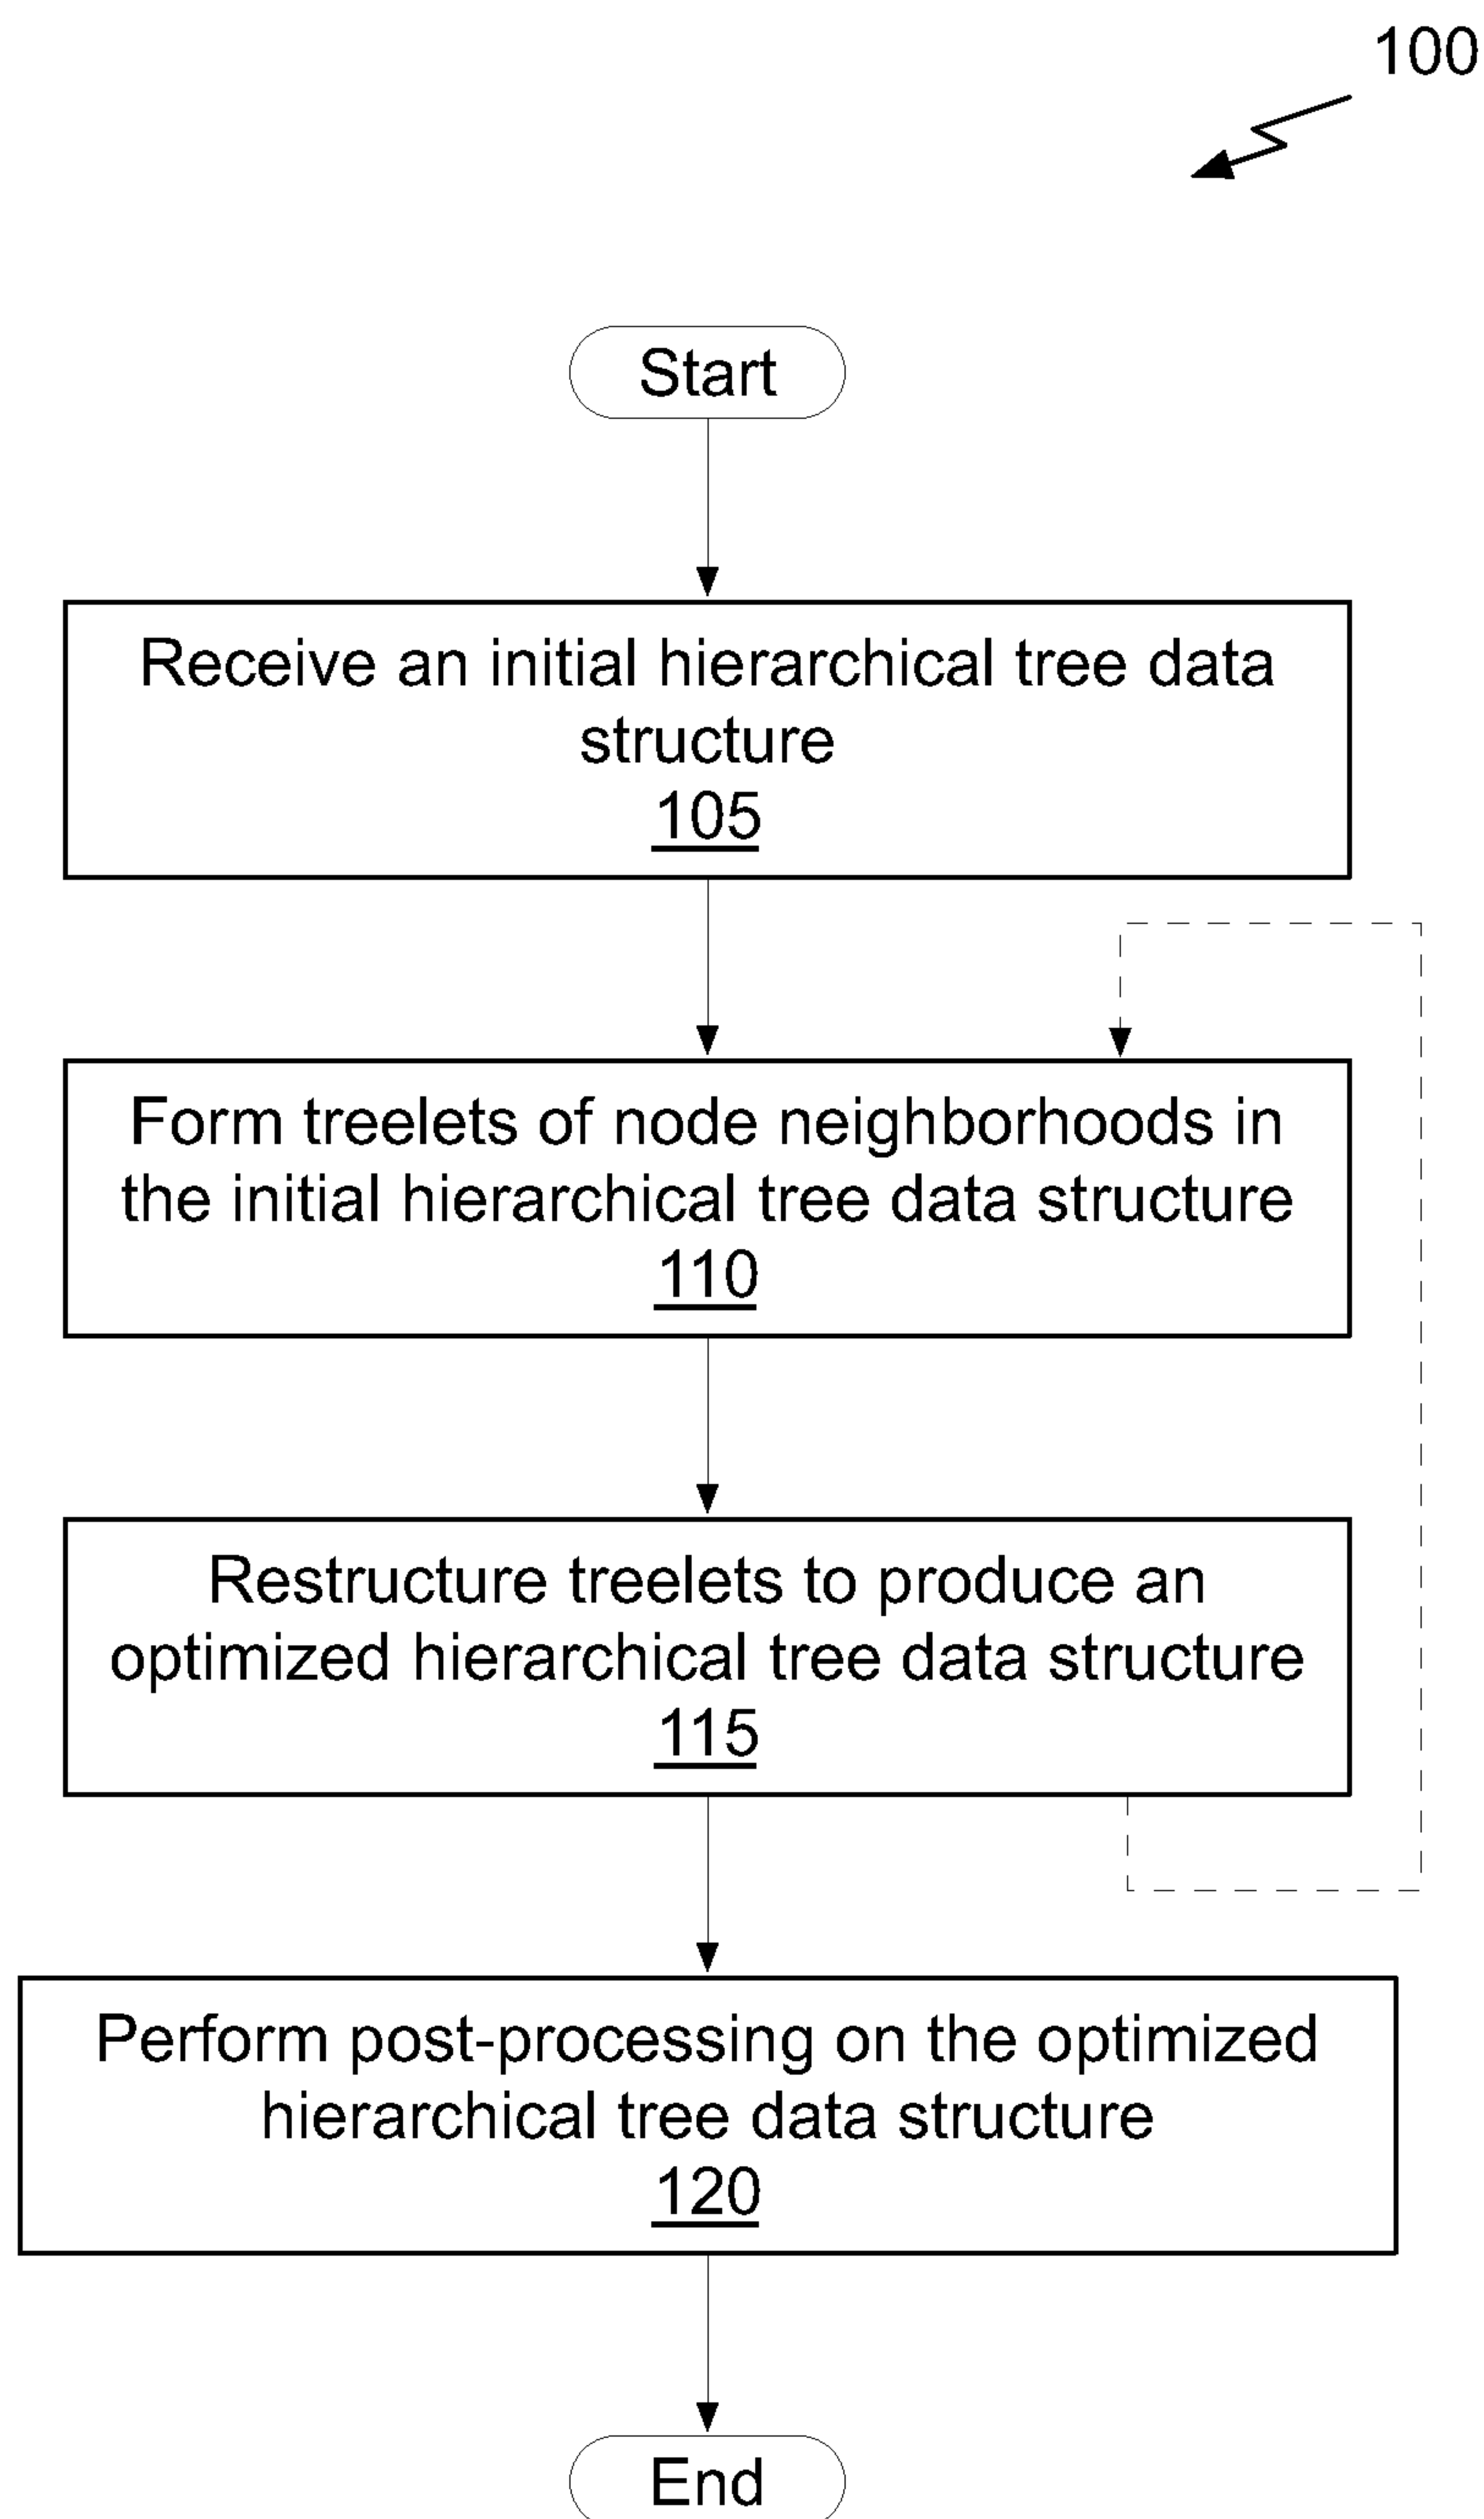 100
Start
Receive an initial hierarchical tree data
structure
105
Form treelets of node neighborhoods in
the initial hierarchical tree data structure
110
Restructure treelets to produce an
optimized hierarchical tree data structure
115
Perform post-processing on the optimized
hierarchical tree data structure
120
End